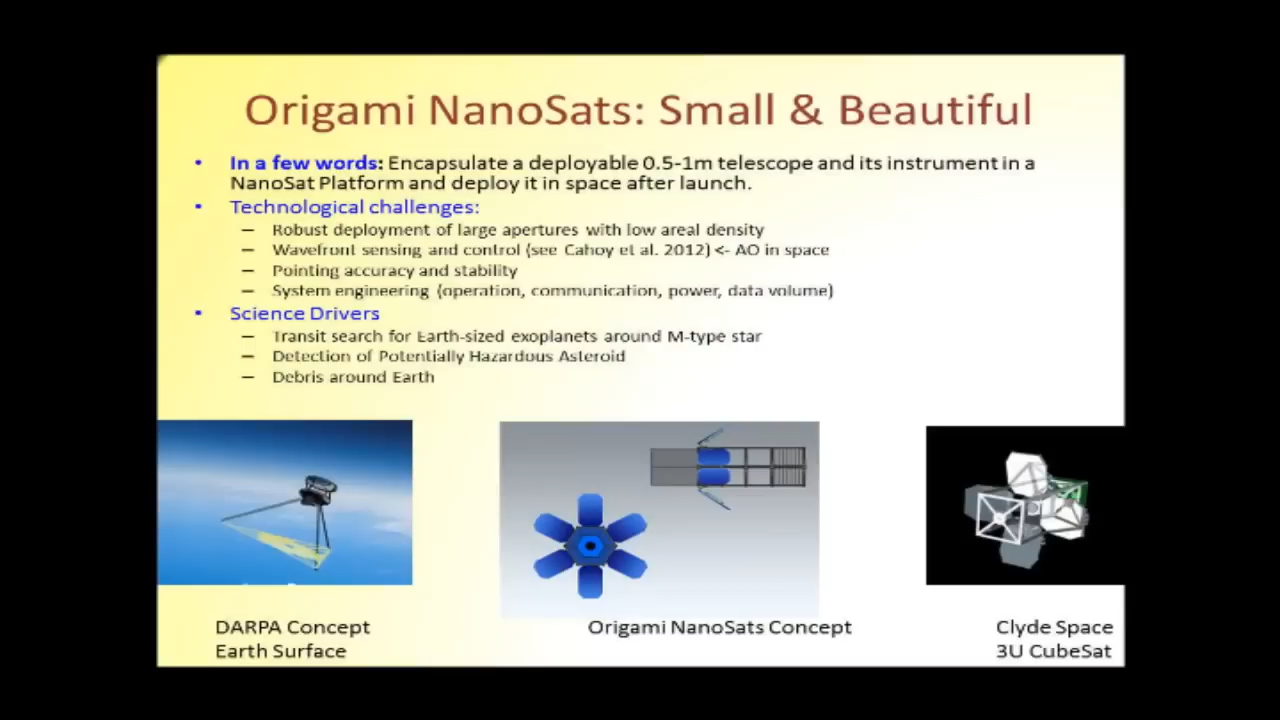 Origami NanoSats: Small & Beautiful
• In a few words: Encapsulate a deployable 0.5-1m telescope and its instrument in a
NanoSat Platform and deploy it in space after launch.
• Technological challenges:
– Robust deployment of large apertures with low areal density
– Wavefront sensing and control (see Cahoy et al. 2012) <- AO in space
– Pointing accuracy and stability
– System engineering (operation, communication, power, data volume)
• Science Drivers
– Transit search for Earth-sized exoplanets around M-type star
– Detection of Potentially Hazardous Asteroid
– Debris around Earth
DARPA Concept
Earth Surface
Origami NanoSats Concept
Clyde Space
3U CubeSat